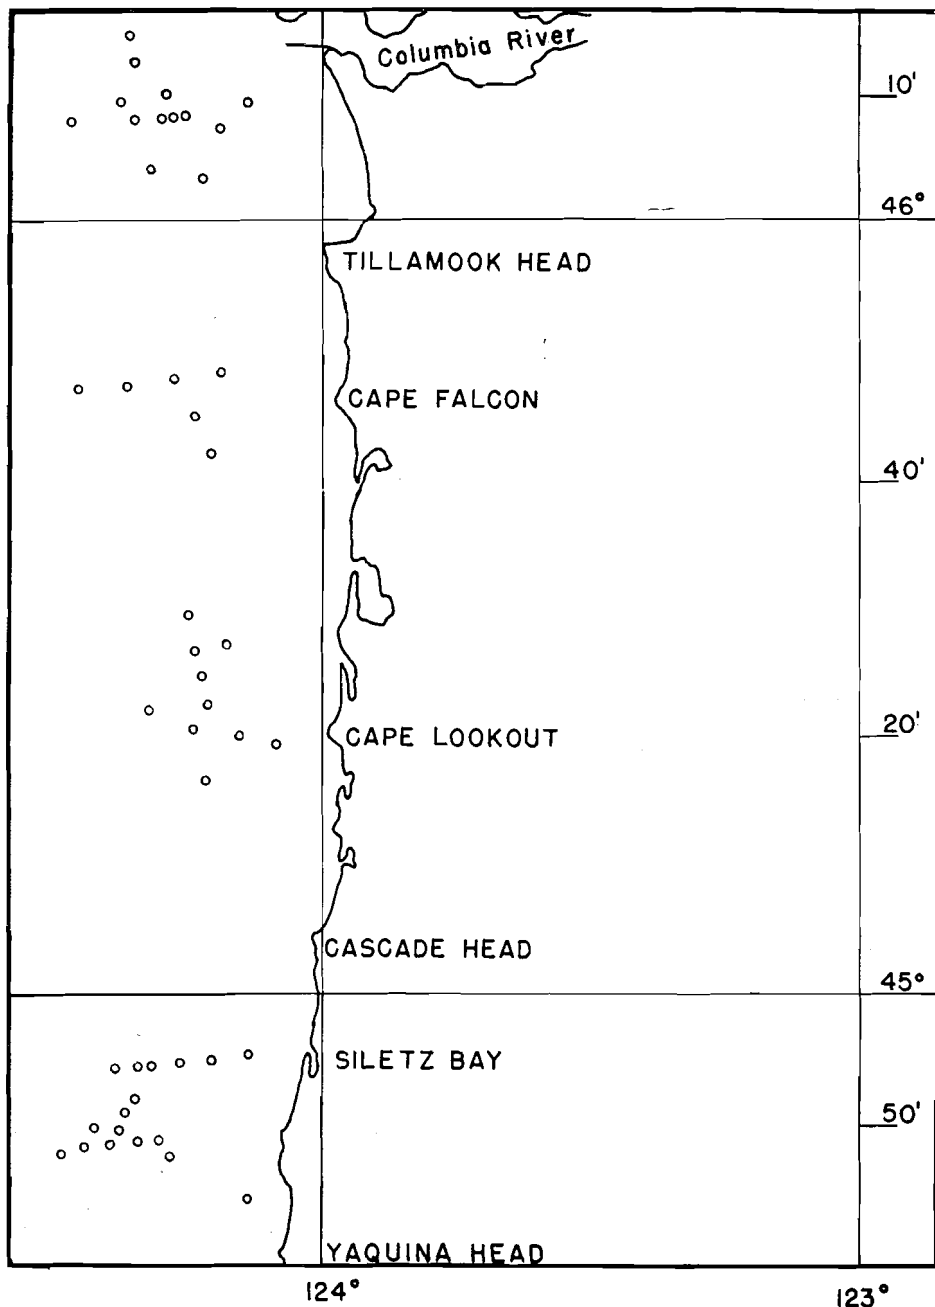 Columbia River
10'
46°
TILLAMOOK HEAD
CAPE FALCON
40'
CAPE LOOKOUT
20'
CASCADE HEAD
45°
SILETZ BAY
50'
YAQUINA HEAD
124°
123°